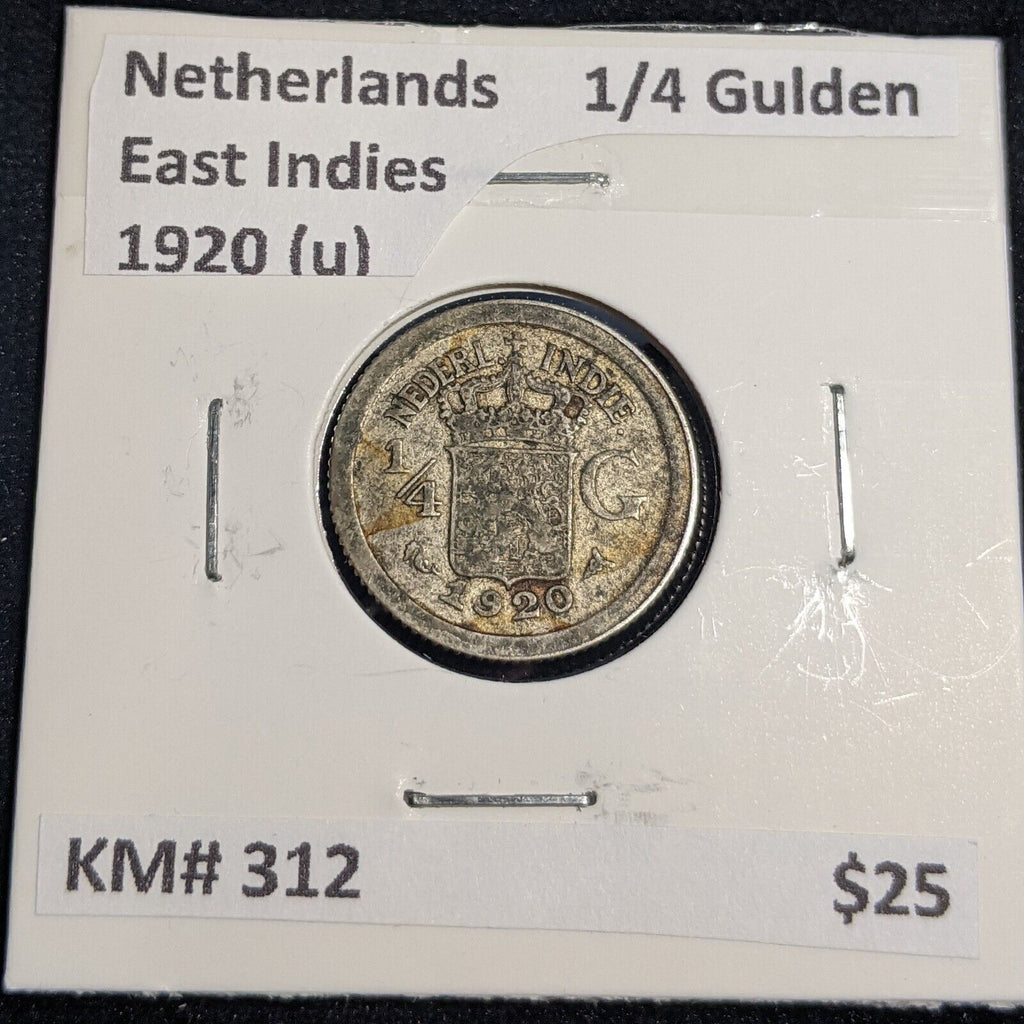 Netherlands 1/4 Gulden
East Indies
1920 (u)
NEDERL. INDIE.
1/4 G
1920
KM# 312 $25